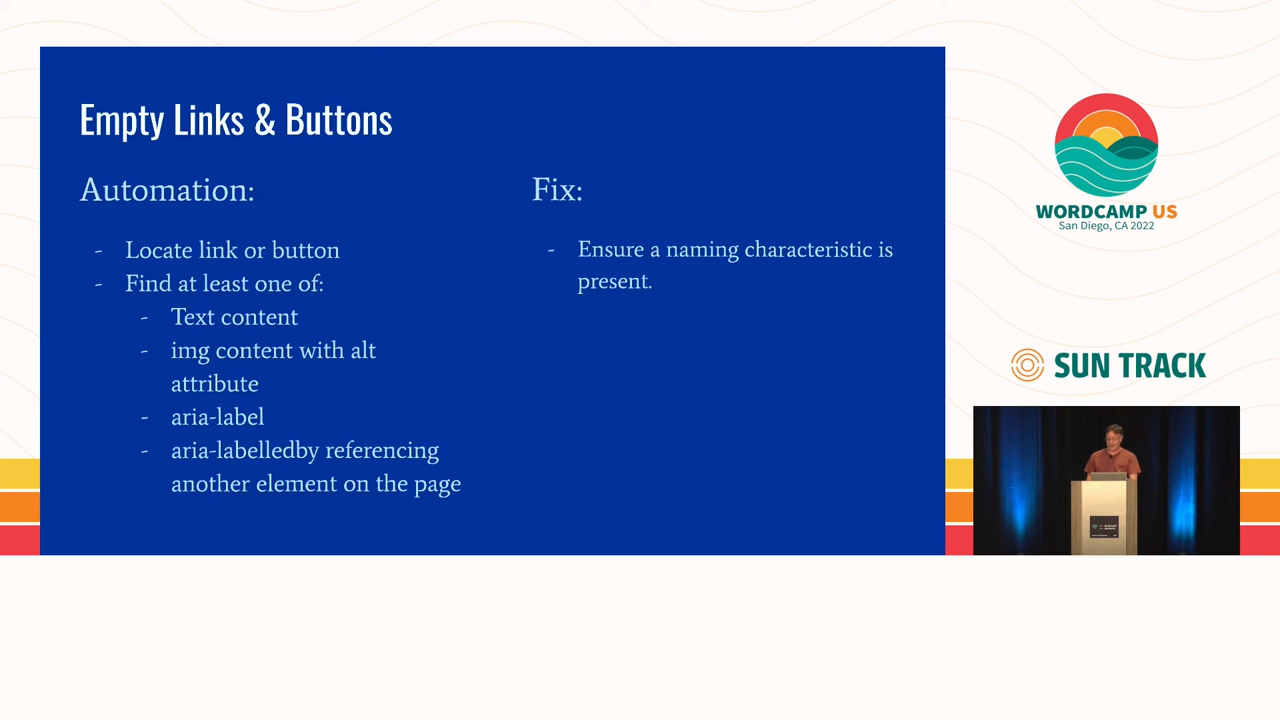 Empty Links & Buttons
Automation:
- Locate link or button
- Find at least one of:
- Text content
- img content with alt
attribute
- aria-label
- aria-labelledby referencing
another element on the page
Fix:
- Ensure a naming characteristic is
present.
WORDCAMP US
San Diego, CA 2022
SUN TRACK